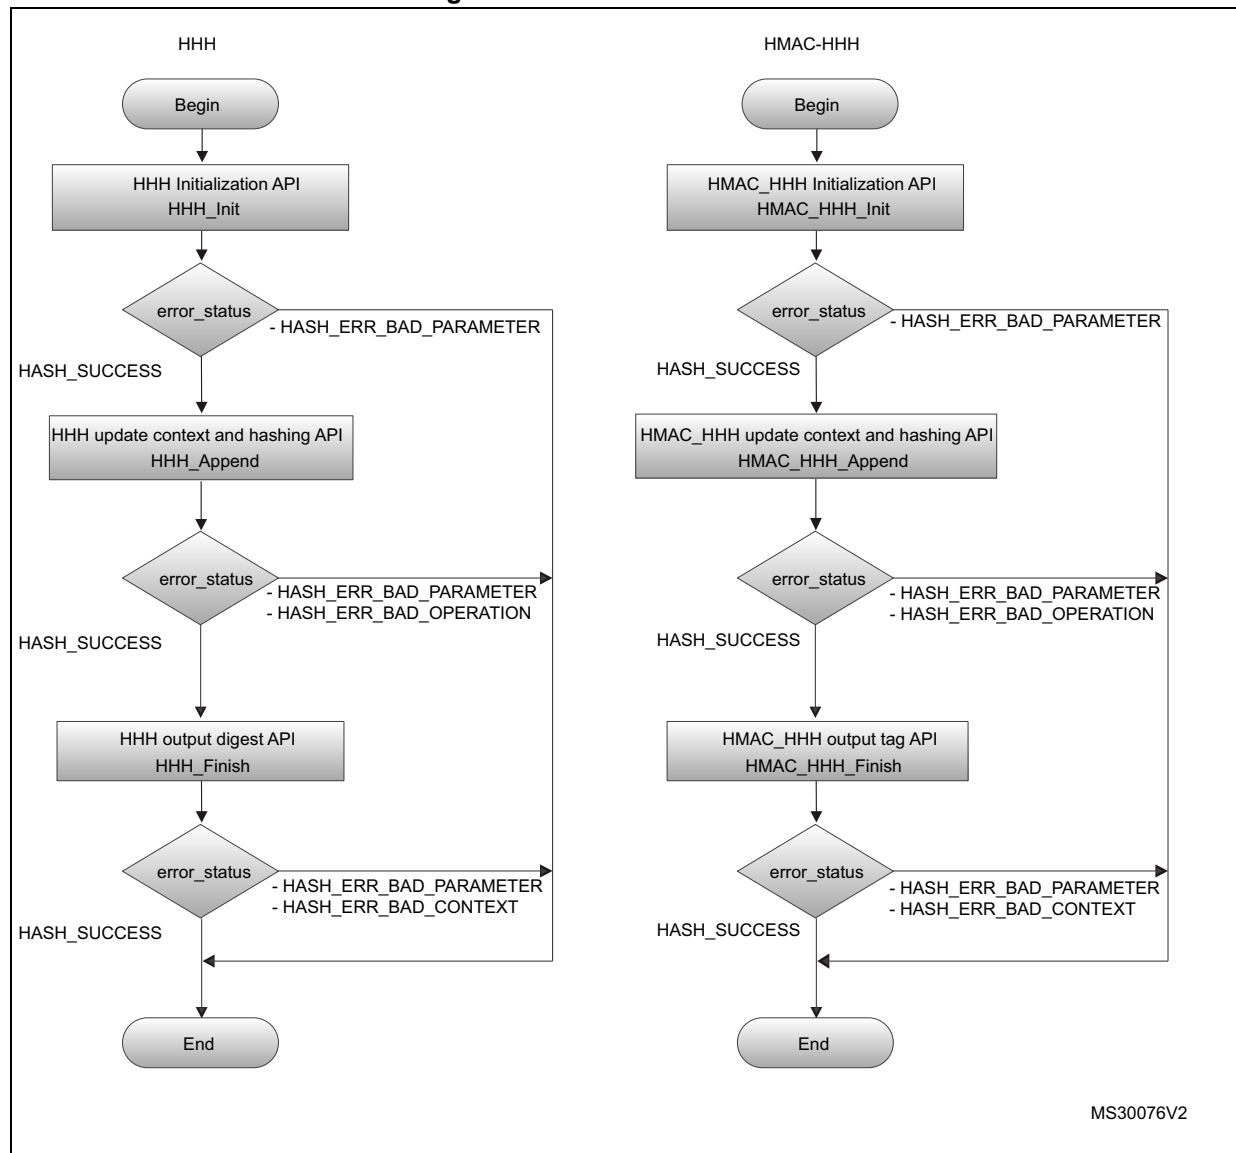 HHH
Begin
HHH Initialization API
HHH_Init
error_status
- HASH_ERR_BAD_PARAMETER
HASH_SUCCESS
HHH update context and hashing API
HHH_Append
error_status
- HASH_ERR_BAD_PARAMETER
- HASH_ERR_BAD_OPERATION
HASH_SUCCESS
HHH output digest API
HHH_Finish
error_status
- HASH_ERR_BAD_PARAMETER
- HASH_ERR_BAD_CONTEXT
HASH_SUCCESS
End
HMAC-HHH
Begin
HMAC_HHH Initialization API
HMAC_HHH_Init
error_status
- HASH_ERR_BAD_PARAMETER
HASH_SUCCESS
HMAC_HHH update context and hashing API
HMAC_HHH_Append
error_status
- HASH_ERR_BAD_PARAMETER
- HASH_ERR_BAD_OPERATION
HASH_SUCCESS
HMAC_HHH output tag API
HMAC_HHH_Finish
error_status
- HASH_ERR_BAD_PARAMETER
- HASH_ERR_BAD_CONTEXT
HASH_SUCCESS
End
MS30076V2